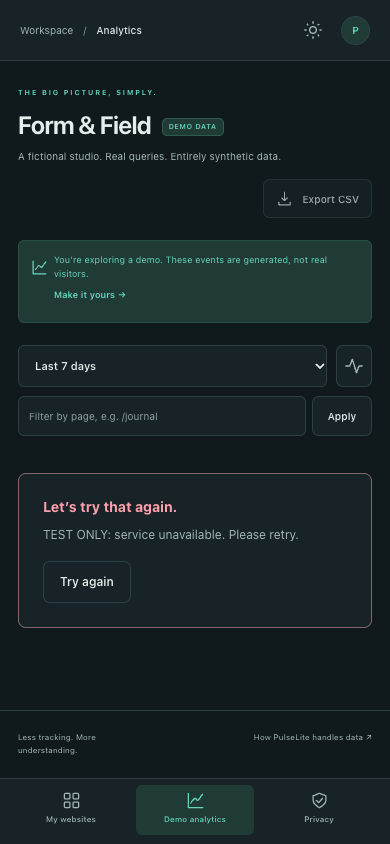 Workspace / Analytics
P
THE BIG PICTURE, SIMPLY.
Form & Field DEMO DATA
A fictional studio. Real queries. Entirely synthetic data.
Export CSV
You're exploring a demo. These events are generated, not real
visitors.
Make it yours →
Last 7 days
Filter by page, e.g. /journal Apply
Let's try that again.
TEST ONLY: service unavailable. Please retry.
Try again
Less tracking. More
understanding.
How PulseLite handles data ↗
My websites Demo analytics Privacy